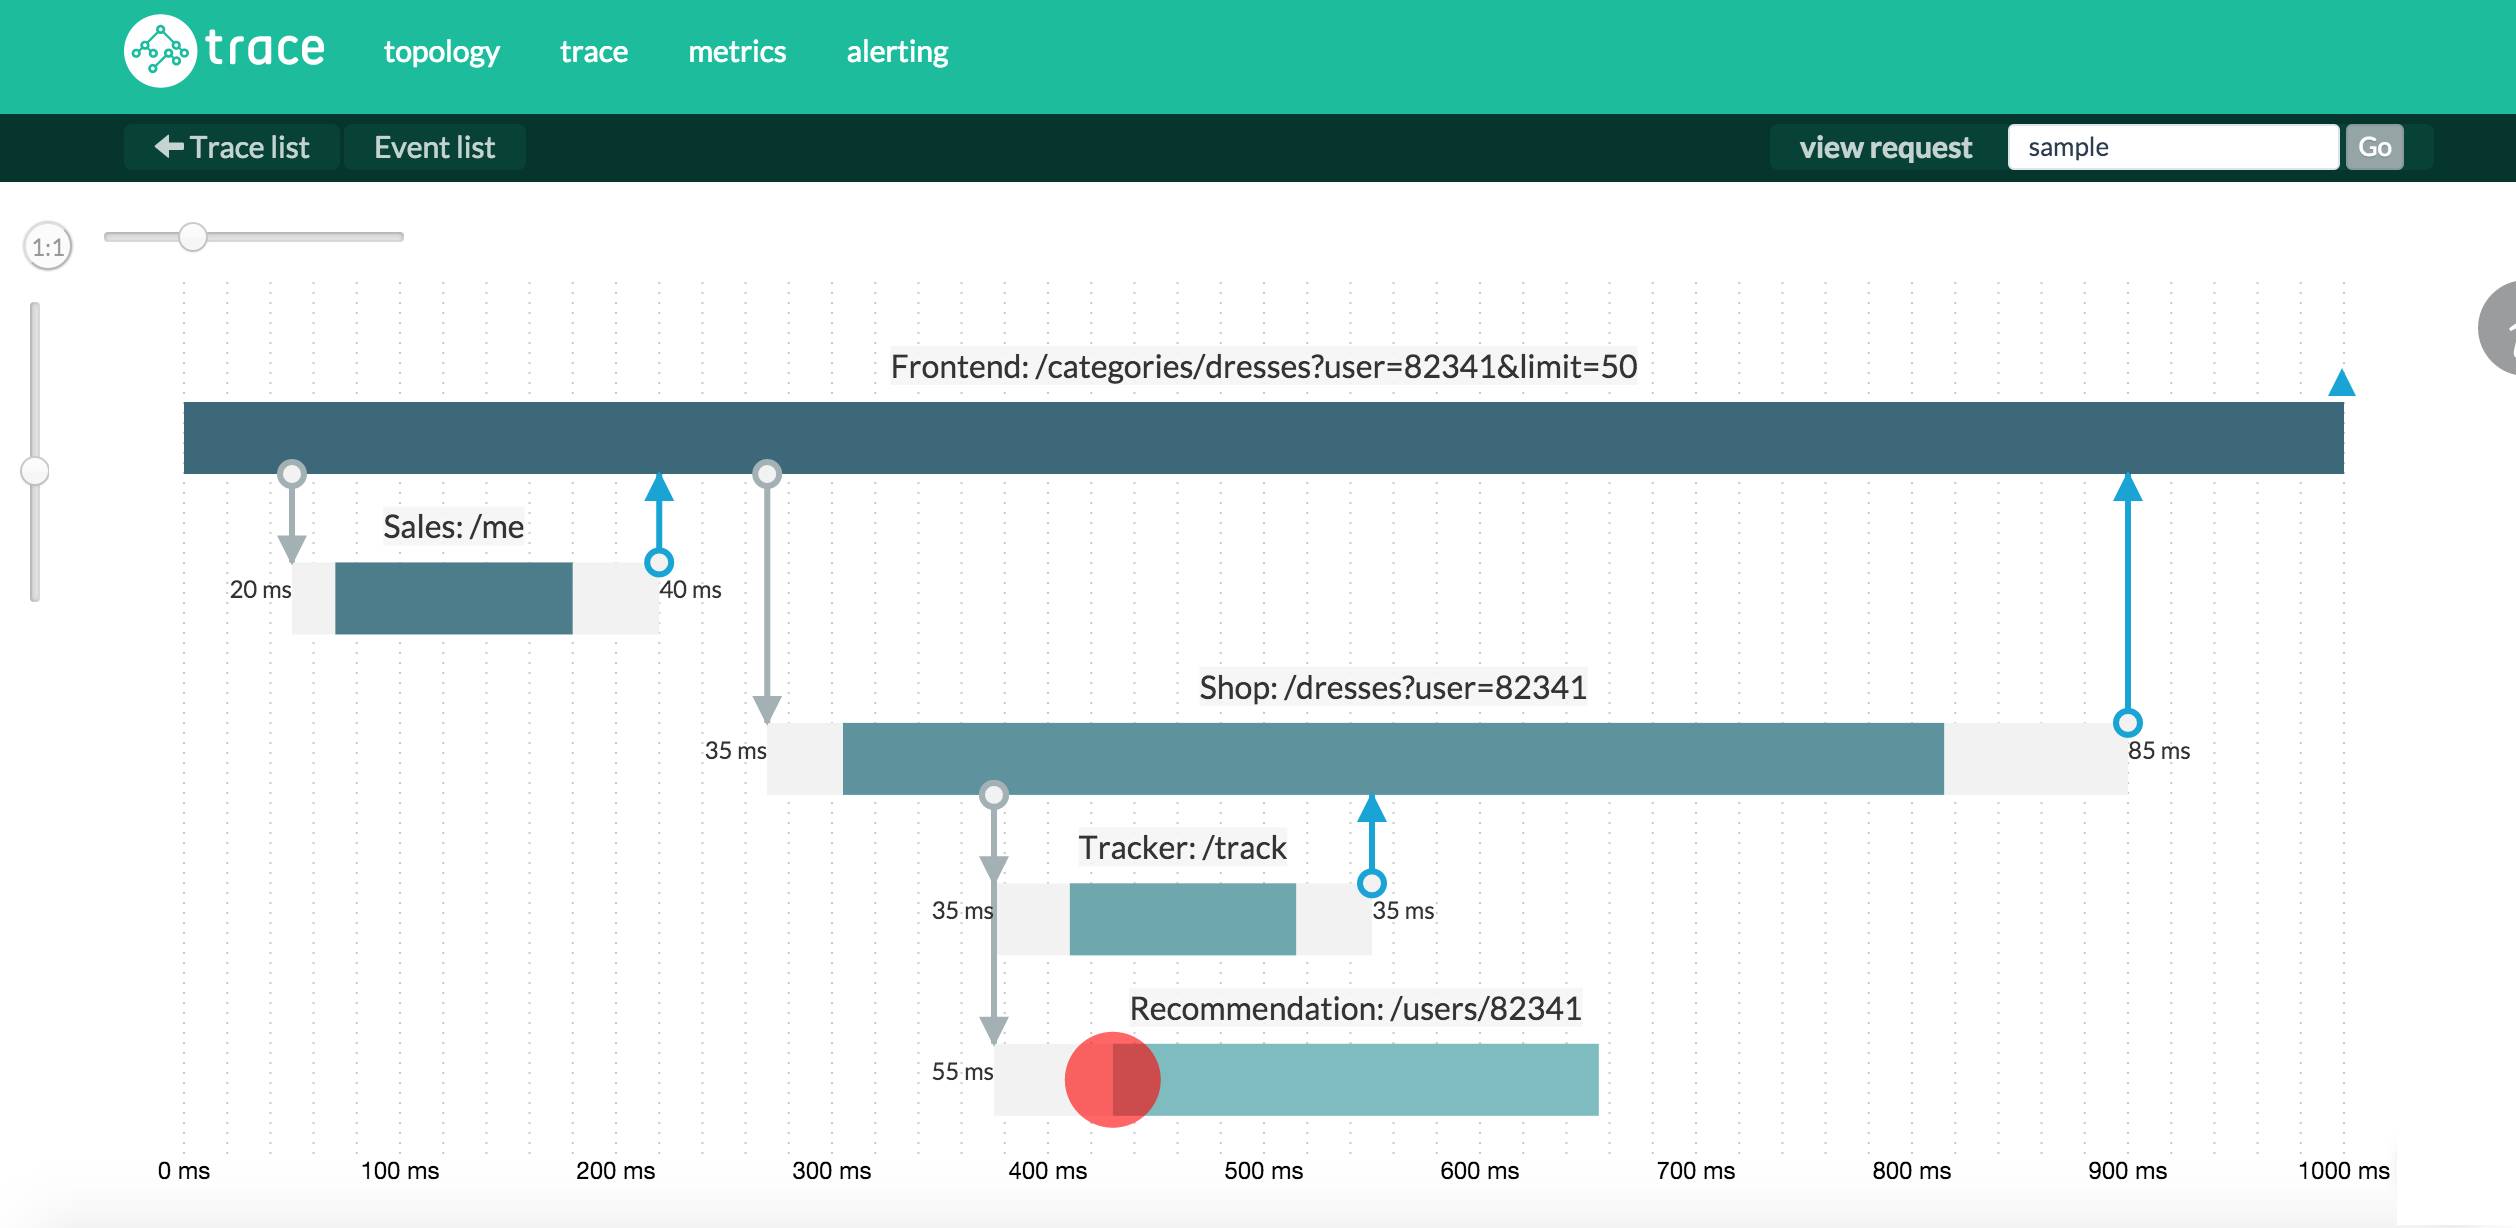 trace topology trace metrics alerting
Trace list Event list view request sample Go
1:1
Frontend: /categories/dresses?user=82341&limit=50
Sales: /me
20 ms 40 ms
Shop: /dresses?user=82341
35 ms 85 ms
Tracker: /track
35 ms 35 ms
Recommendation: /users/82341
55 ms
0 ms 100 ms 200 ms 300 ms 400 ms 500 ms 600 ms 700 ms 800 ms 900 ms 1000 ms